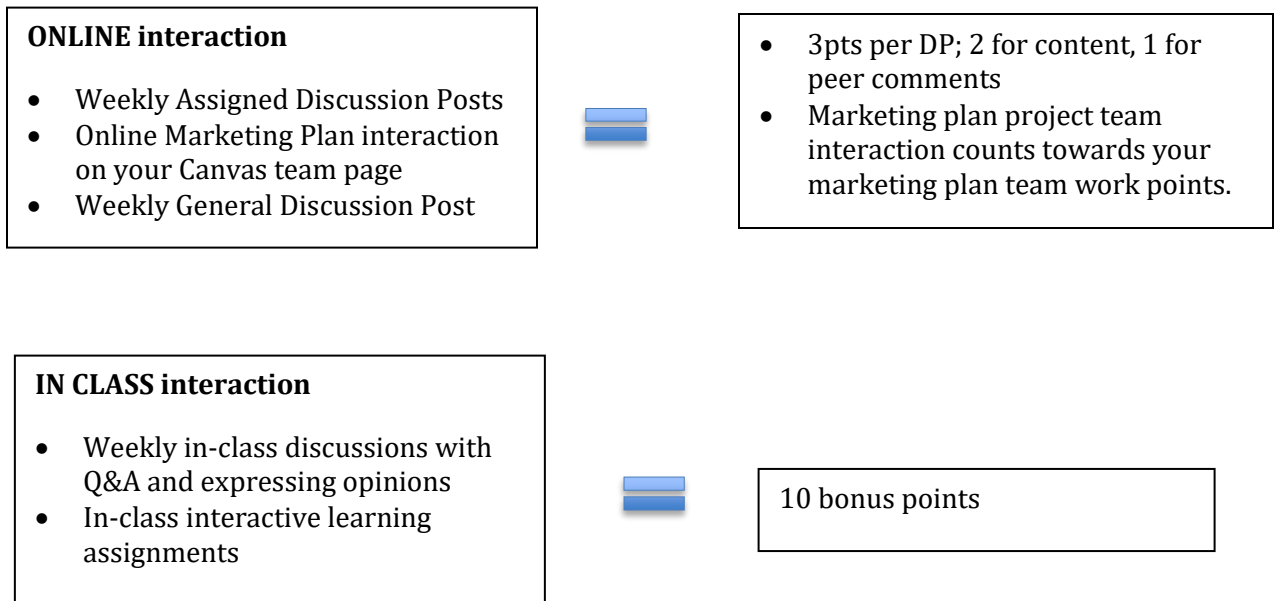 ONLINE interaction
• Weekly Assigned Discussion Posts
• Online Marketing Plan interaction
on your Canvas team page
• Weekly General Discussion Post
• 3pts per DP; 2 for content, 1 for
peer comments
• Marketing plan project team
interaction counts towards your
marketing plan team work points.
IN CLASS interaction
• Weekly in-class discussions with
Q&A and expressing opinions
• In-class interactive learning
assignments
10 bonus points